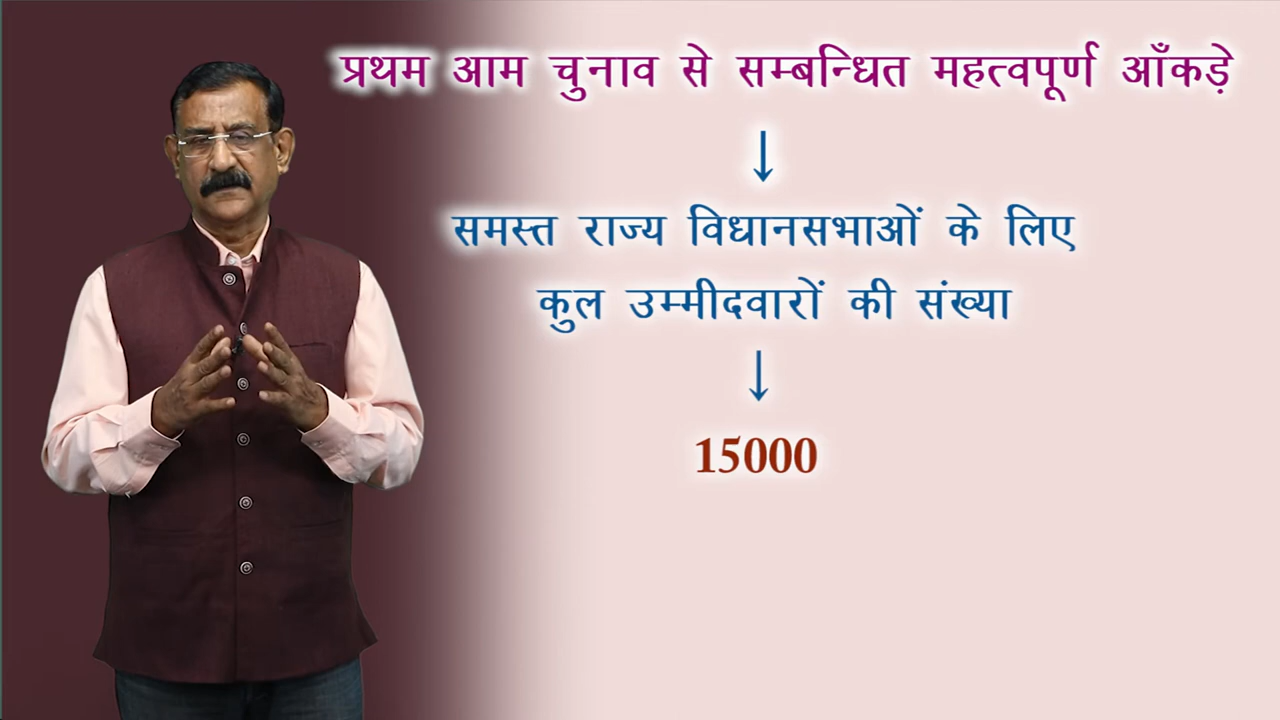 प्रथम आम चुनाव से सम्बन्धित महत्वपूर्ण आँकड़े
↓
समस्त राज्य विधानसभाओं के लिए
कुल उम्मीदवारों की संख्या
↓
15000